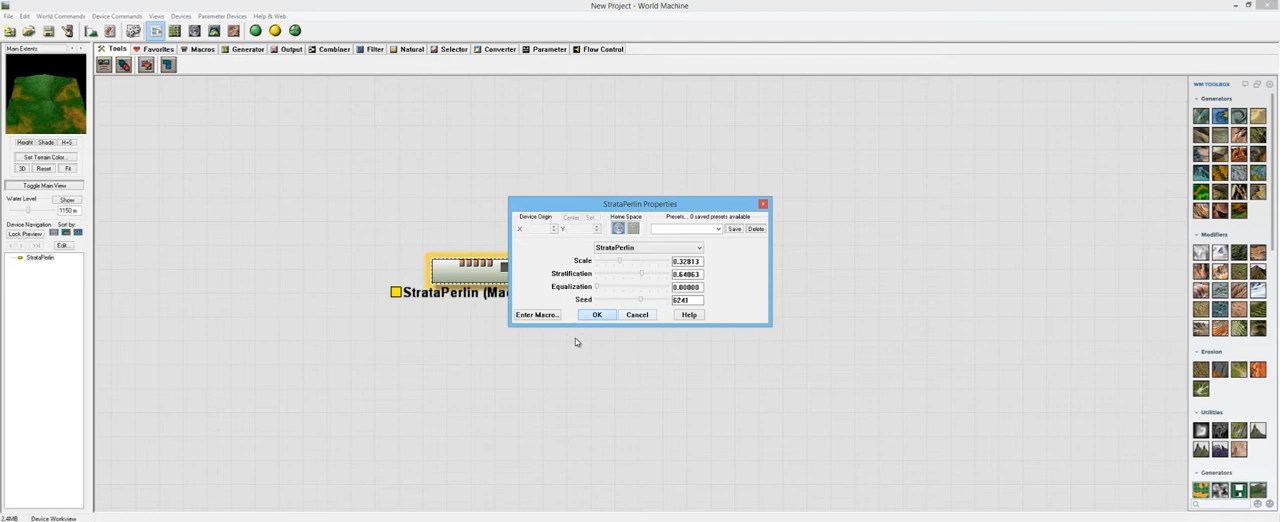 New Project - World Machine
File Edit World Commands Device Commands Views Devices Parameter Devices Help & Web
Main Extents
Tools Favorites Macros Generator Output Combiner Filter Natural Selector Converter Parameter Flow Control
Height Shade H+S
Set Terrain Color...
3D Reset Fit
Toggle Main View
Water Level Show
1150 m
Device Navigation Sort by:
Lock Preview
Edit...
StrataPerlin
StrataPerlin (Mac
StrataPerlin Properties
Device Origin Center Set... Home Space Presets... 0 saved presets available
X Y Save Delete
StrataPerlin
Scale 0.32813
Stratification 0.64063
Equalization 0.00000
Seed 6241
Enter Macro... OK Cancel Help
WM TOOLBOX
Generators
Modifiers
Erosion
Utilities
Generators
2.4MB Device Workview